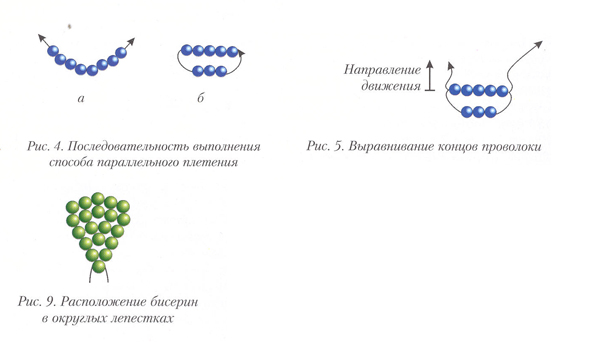 а
б
Рис. 4. Последовательность выполнения
способа параллельного плетения
Направление
движения
Рис. 5. Выравнивание концов проволоки
Рис. 9. Расположение бисерин
в округлых лепестках